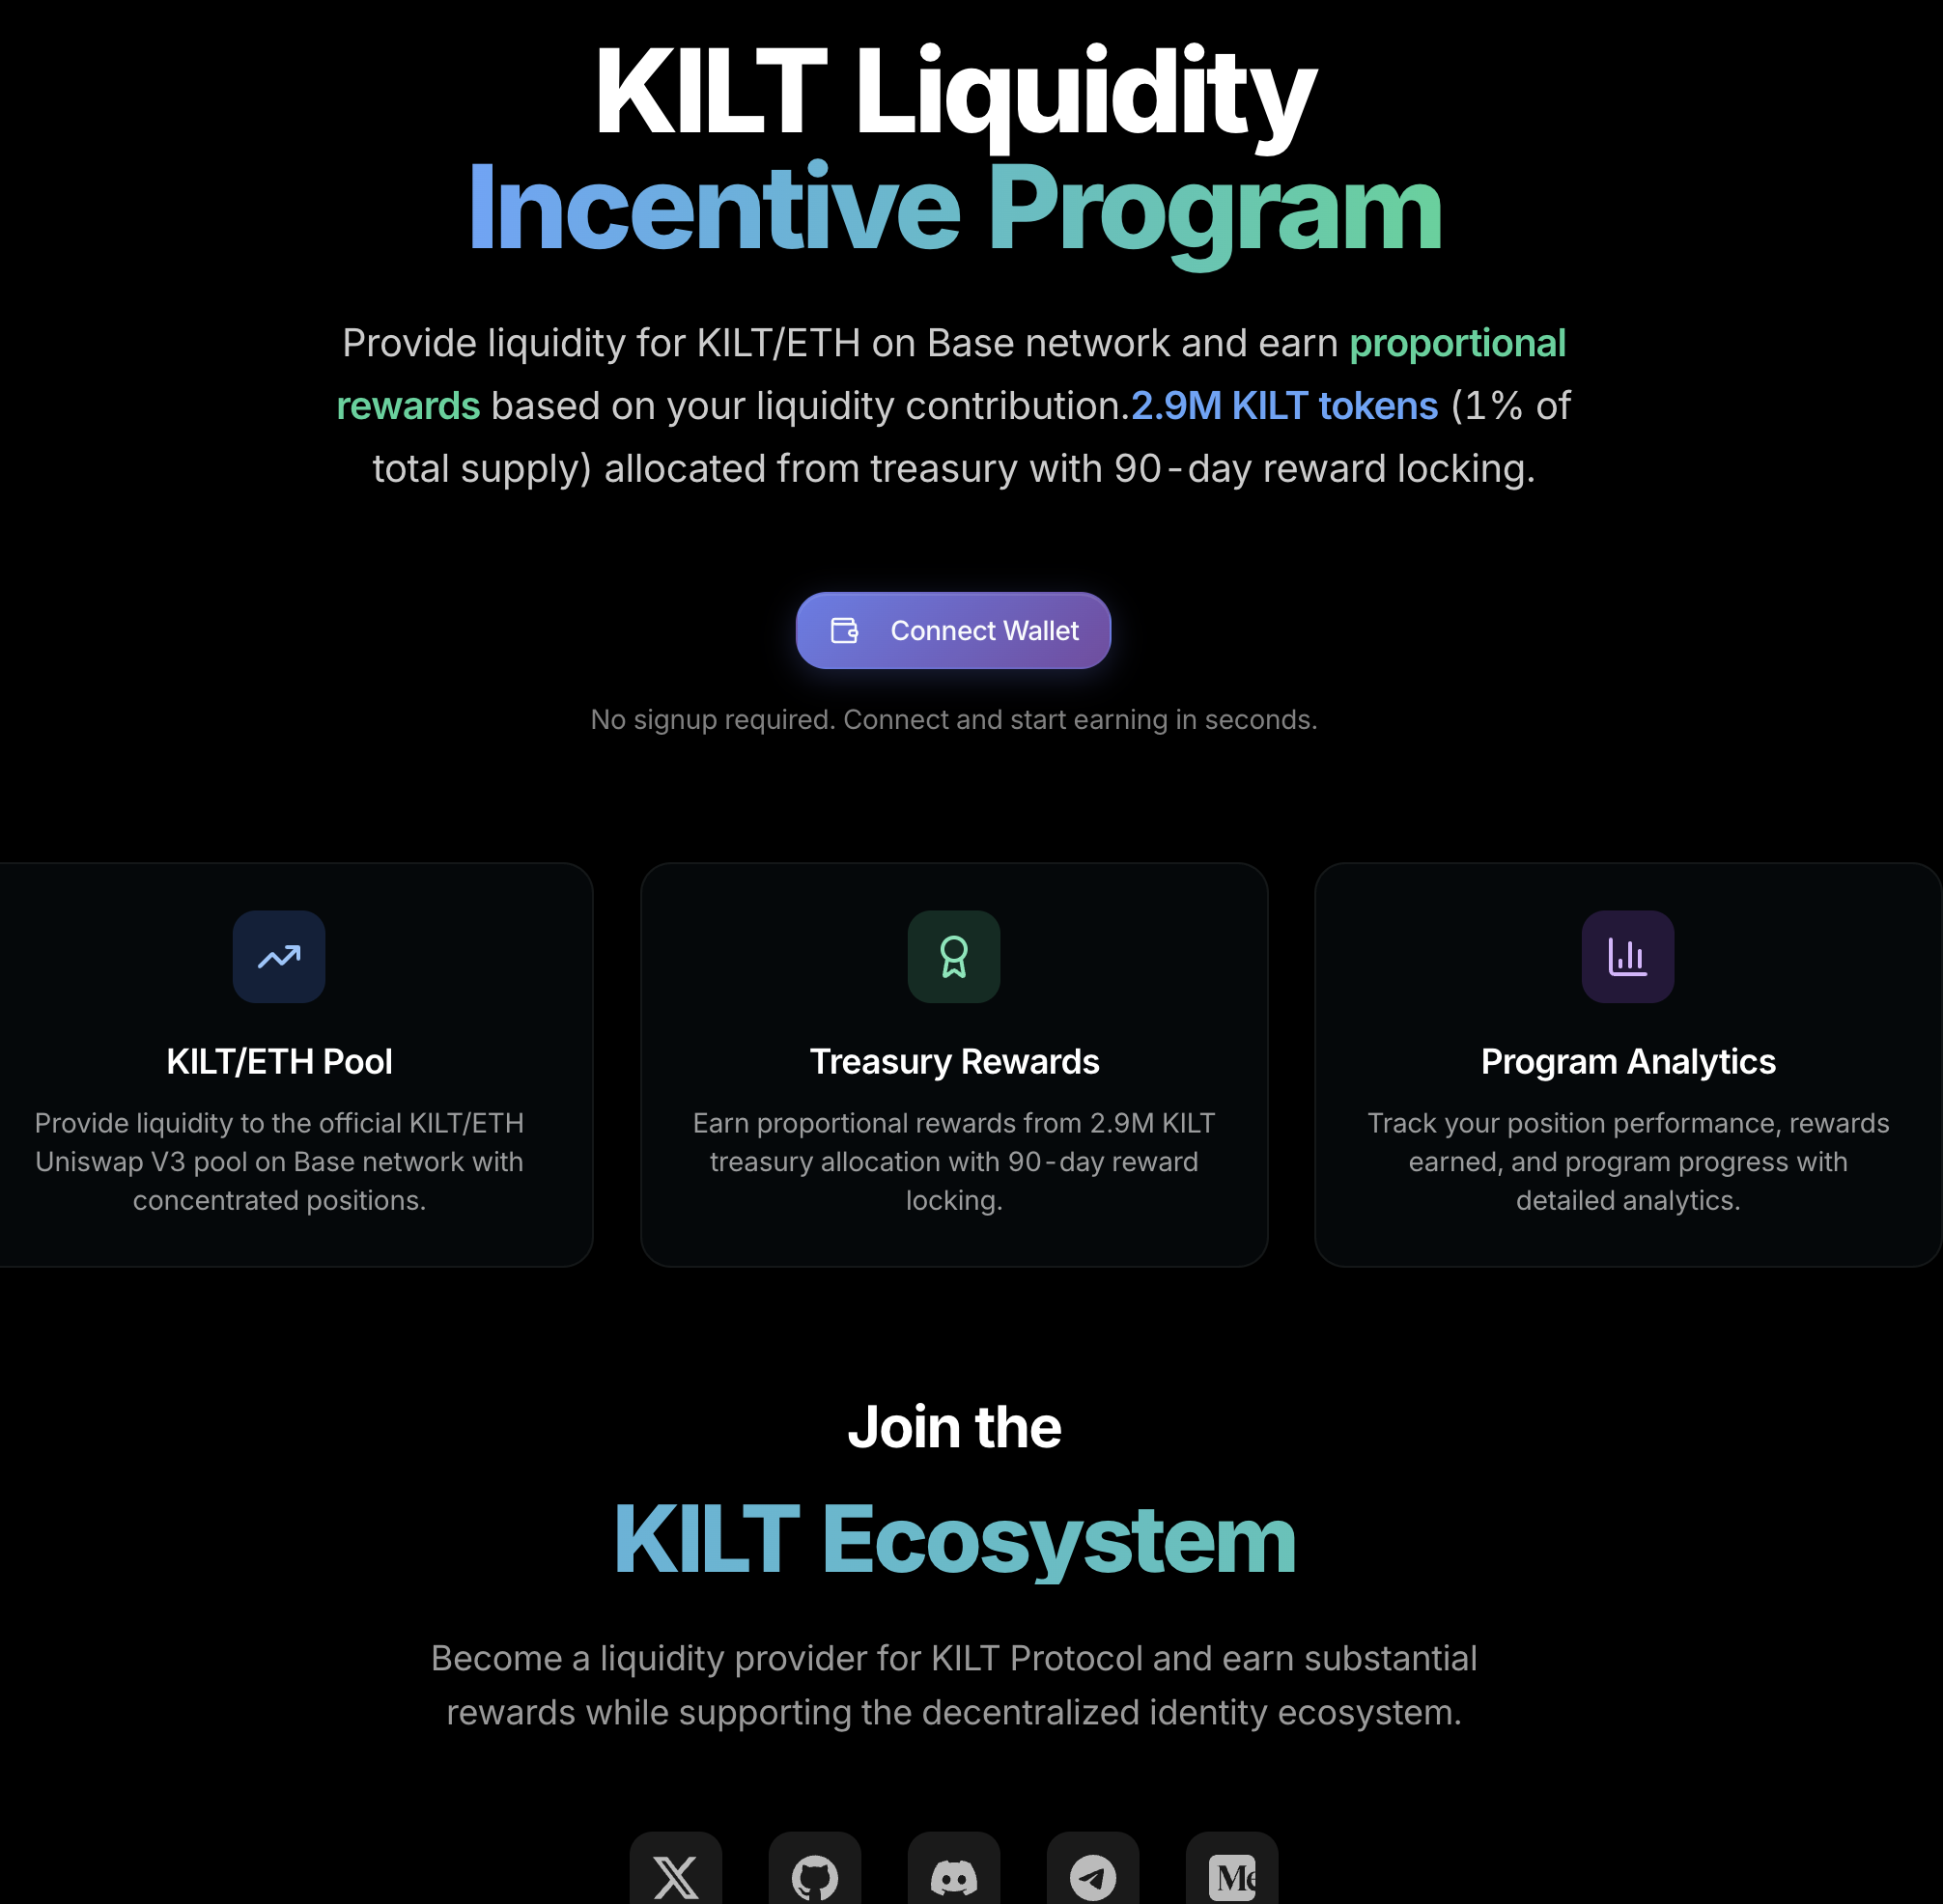 KILT Liquidity
Incentive Program
Provide liquidity for KILT/ETH on Base network and earn proportional
rewards based on your liquidity contribution.2.9M KILT tokens (1% of
total supply) allocated from treasury with 90-day reward locking.
Connect Wallet
No signup required. Connect and start earning in seconds.
KILT/ETH Pool
Provide liquidity to the official KILT/ETH
Uniswap V3 pool on Base network with
concentrated positions.
Treasury Rewards
Earn proportional rewards from 2.9M KILT
treasury allocation with 90-day reward
locking.
Program Analytics
Track your position performance, rewards
earned, and program progress with
detailed analytics.
Join the
KILT Ecosystem
Become a liquidity provider for KILT Protocol and earn substantial
rewards while supporting the decentralized identity ecosystem.
Me